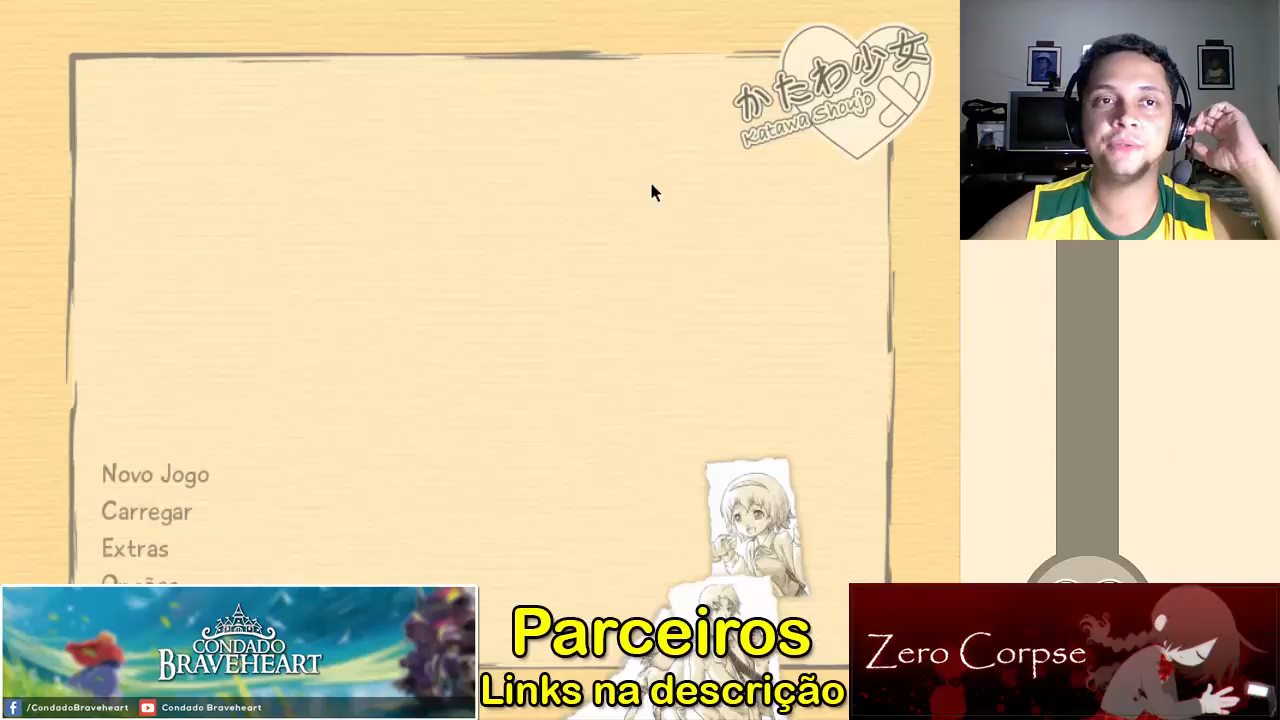 かたわ少女
Katawa Shoujo
Novo Jogo
Carregar
Extras
Opções
CONDADO
BRAVEHEART
/CondadoBraveheart
Condado Braveheart
Parceiros
Links na descrição
Zero Corpse